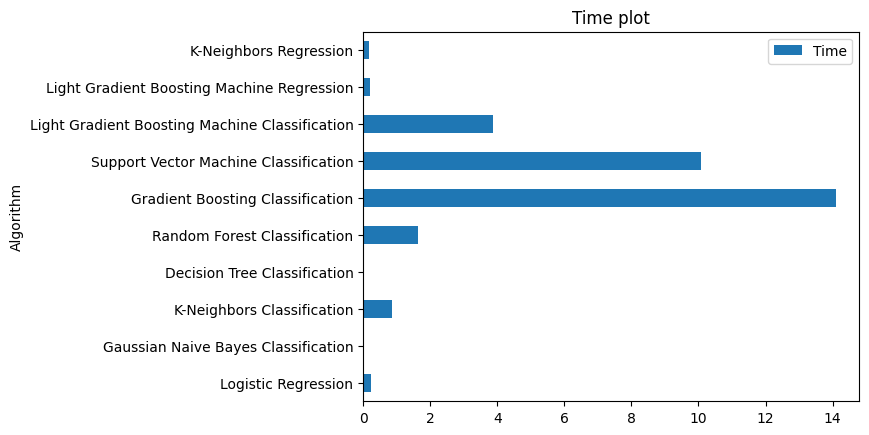 Time plot
Time
K-Neighbors Regression
Light Gradient Boosting Machine Regression
Light Gradient Boosting Machine Classification
Support Vector Machine Classification
Gradient Boosting Classification
Random Forest Classification
Decision Tree Classification
K-Neighbors Classification
Gaussian Naive Bayes Classification
Logistic Regression
Algorithm
0 2 4 6 8 10 12 14